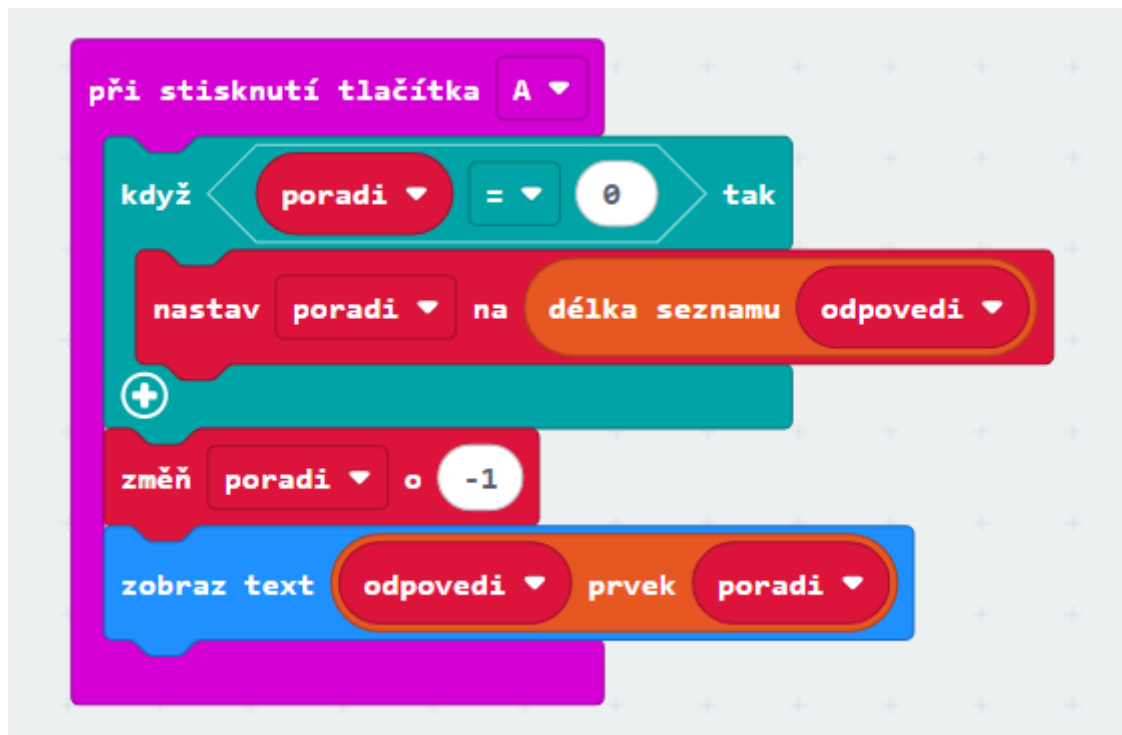 při stisknutí tlačítka A
když poradi = 0 tak
nastav poradi na délka seznamu odpovedi
změň poradi o -1
zobraz text odpovedi prvek poradi